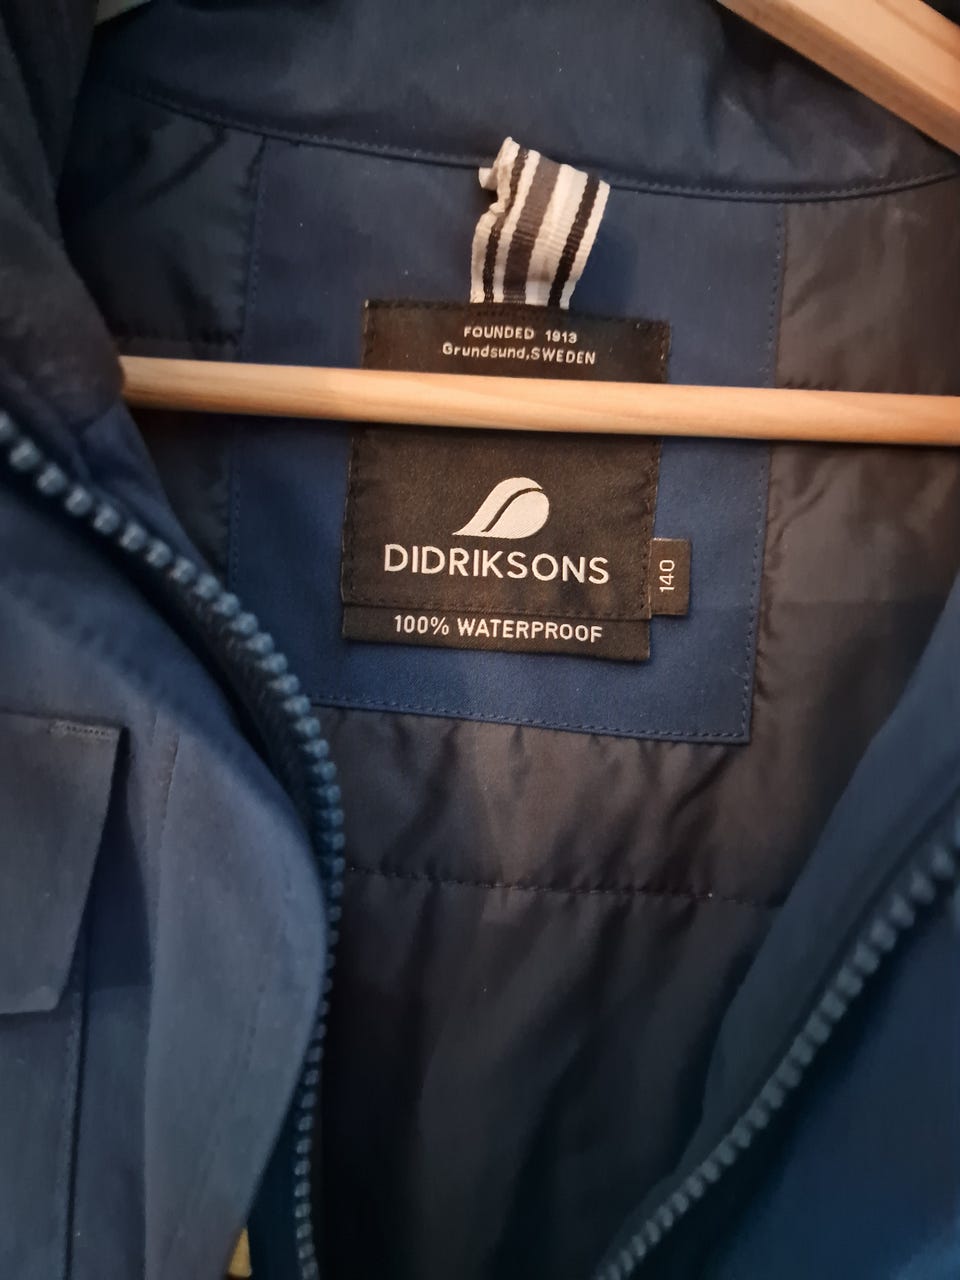 FOUNDED 1913
Grundsund,SWEDEN
DIDRIKSONS
140
100% WATERPROOF